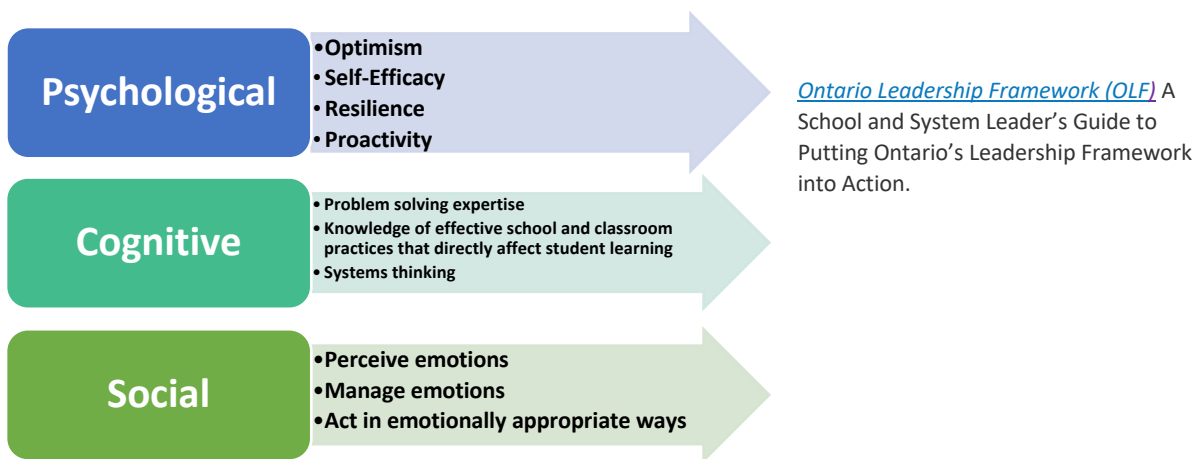 Psychological
•Optimism
•Self-Efficacy
•Resilience
•Proactivity
Cognitive
•Problem solving expertise
•Knowledge of effective school and classroom
practices that directly affect student learning
•Systems thinking
Social
•Perceive emotions
•Manage emotions
•Act in emotionally appropriate ways
Ontario Leadership Framework (OLF) A
School and System Leader’s Guide to
Putting Ontario’s Leadership Framework
into Action.